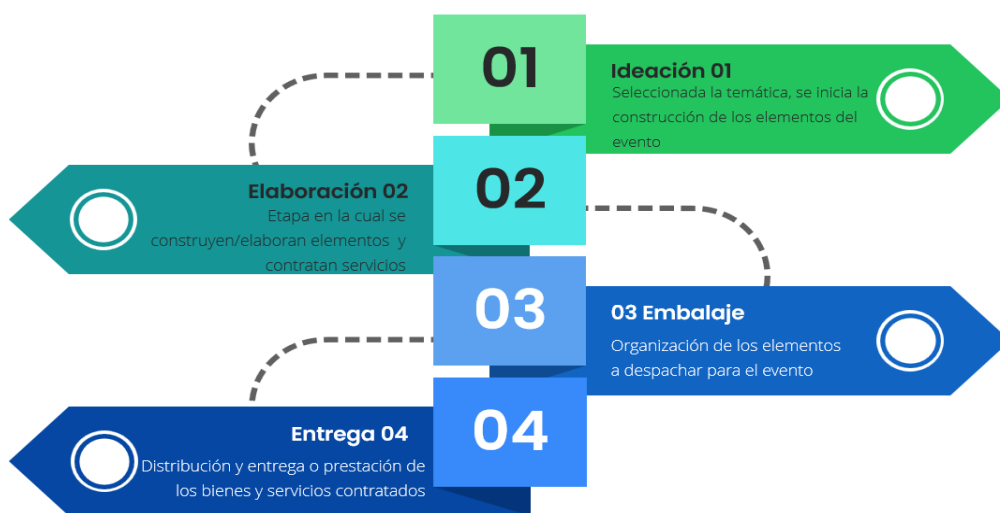 01
Ideación 01
Seleccionada la temática, se inicia la
construcción de los elementos del
evento
02
Elaboración 02
Etapa en la cual se
construyen/elaboran elementos y
contratan servicios
03
03 Embalaje
Organización de los elementos
a despachar para el evento
04
Entrega 04
Distribución y entrega o prestación de
los bienes y servicios contratados